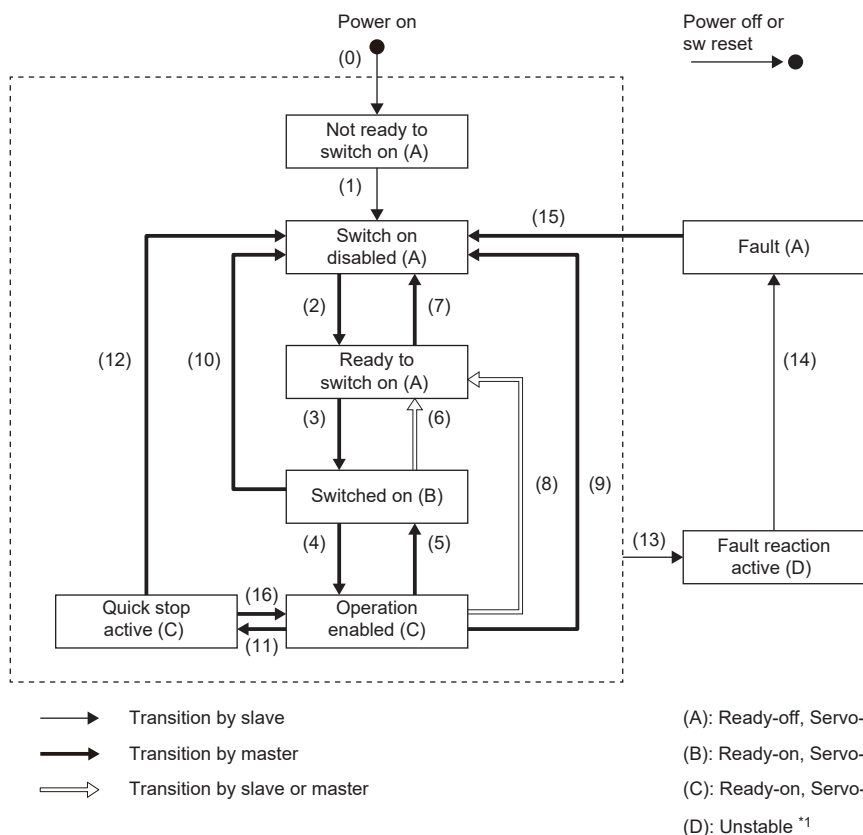 Power on
Power off or
sw reset
(0)
Not ready to
switch on (A)
(1)
(15)
Switch on
disabled (A)
Fault (A)
(2)
(7)
(12)
(10)
Ready to
switch on (A)
(14)
(3)
(6)
Switched on (B)
(8)
(9)
(4)
(5)
(13)
Fault reaction
active (D)
Quick stop
active (C)
(16)
(11)
Operation
enabled (C)
Transition by slave
Transition by master
Transition by slave or master
(A): Ready-off, Servo-
(B): Ready-on, Servo-
(C): Ready-on, Servo-
(D): Unstable *1